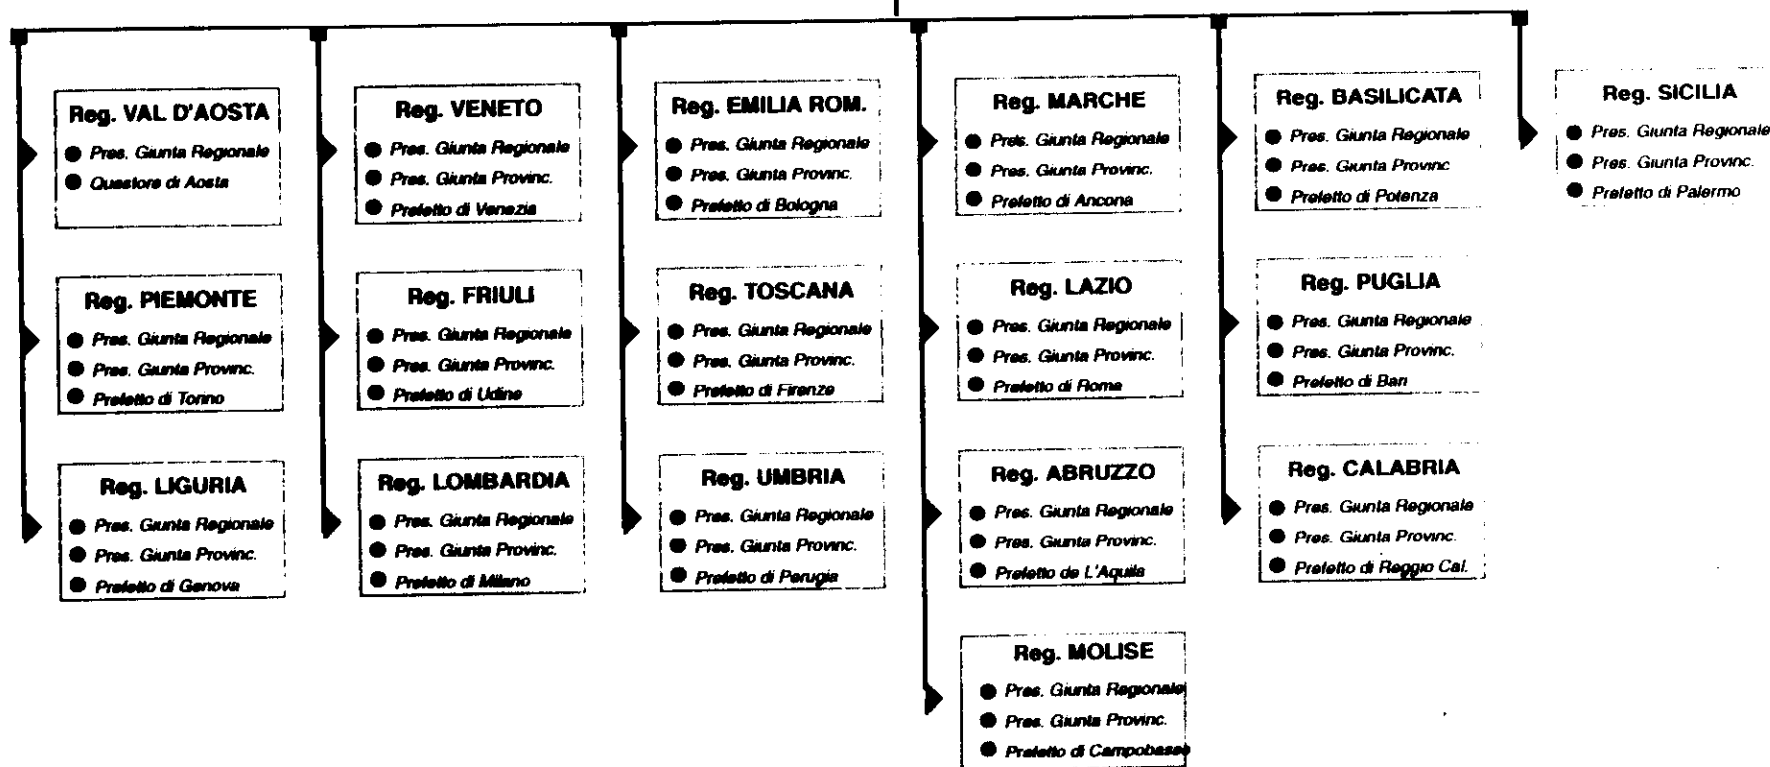 Reg. VAL D'AOSTA
Pres. Giunta Regionale
Questore di Aosta
Reg. PIEMONTE
Pres. Giunta Regionale
Pres. Giunta Provinc.
Prefetto di Torino
Reg. LIGURIA
Pres. Giunta Regionale
Pres. Giunta Provinc.
Prefetto di Genova
Reg. VENETO
Pres. Giunta Regionale
Pres. Giunta Provinc.
Prefetto di Venezia
Reg. FRIULI
Pres. Giunta Regionale
Pres. Giunta Provinc.
Prefetto di Udine
Reg. LOMBARDIA
Pres. Giunta Regionale
Pres. Giunta Provinc.
Prefetto di Milano
Reg. EMILIA ROM.
Pres. Giunta Regionale
Pres. Giunta Provinc.
Prefetto di Bologna
Reg. TOSCANA
Pres. Giunta Regionale
Pres. Giunta Provinc.
Prefetto di Firenze
Reg. UMBRIA
Pres. Giunta Regionale
Pres. Giunta Provinc.
Prefetto di Perugia
Reg. MARCHE
Pres. Giunta Regionale
Pres. Giunta Provinc.
Prefetto di Ancona
Reg. LAZIO
Pres. Giunta Regionale
Pres. Giunta Provinc.
Prefetto di Roma
Reg. ABRUZZO
Pres. Giunta Regionale
Pres. Giunta Provinc.
Prefetto de L'Aquila
Reg. MOLISE
Pres. Giunta Regionale
Pres. Giunta Provinc.
Prefetto di Campobasso
Reg. BASILICATA
Pres. Giunta Regionale
Pres. Giunta Provinc
Prefetto di Potenza
Reg. PUGLIA
Pres. Giunta Regionale
Pres. Giunta Provinc.
Prefetto di Bari
Reg. CALABRIA
Pres. Giunta Regionale
Pres. Giunta Provinc.
Prefetto di Reggio Cal.
Reg. SICILIA
Pres. Giunta Regionale
Pres. Giunta Provinc.
Prefetto di Palermo